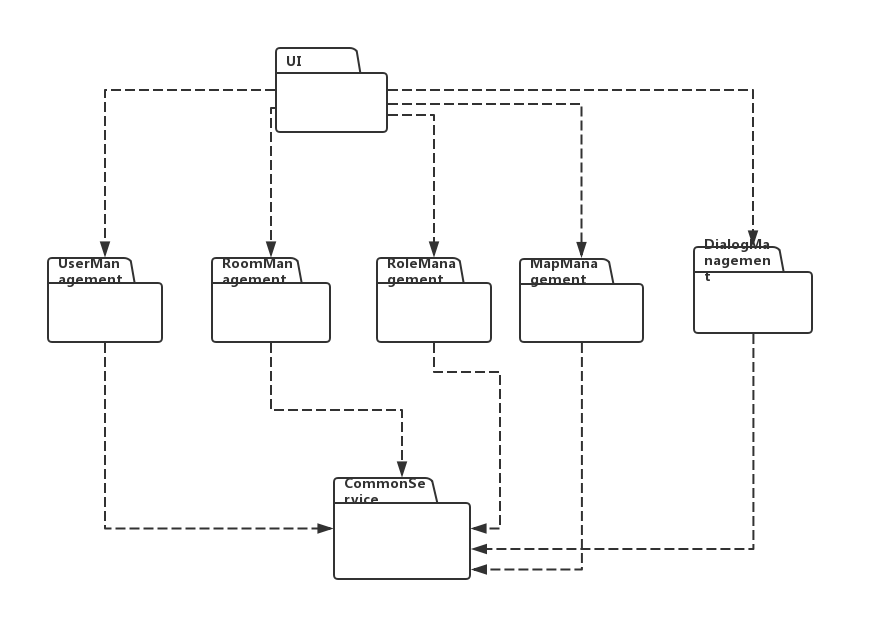 UI
UserMan
agement
RoomMan
agement
RoleMana
gement
MapMana
gement
DialogMa
nagemen
t
CommonSe
rvice